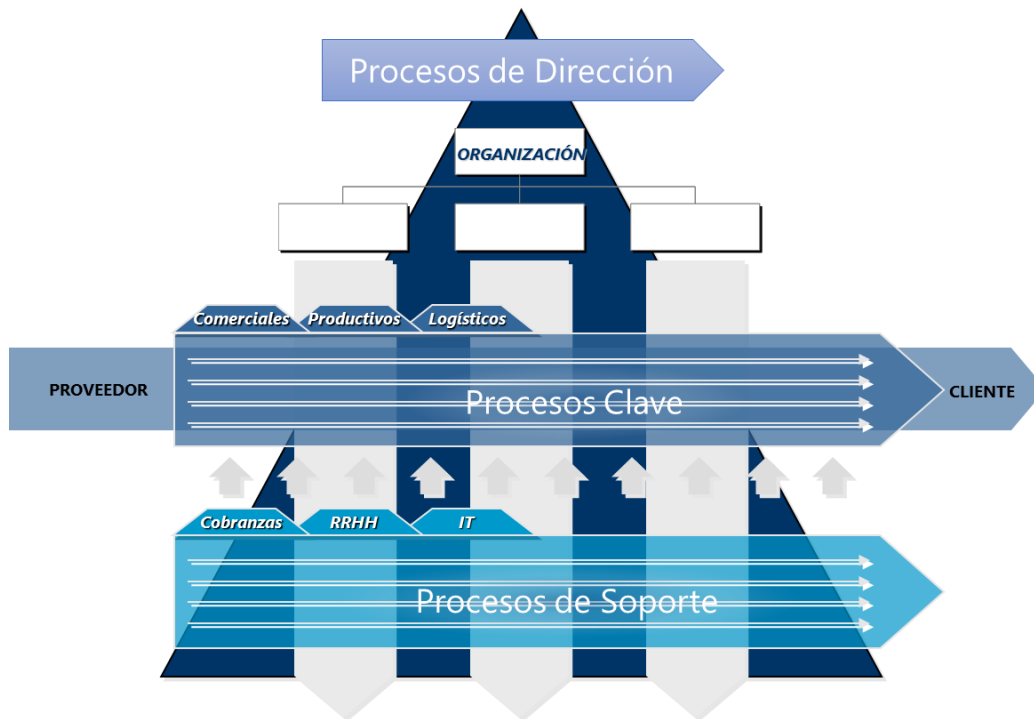 Procesos de Dirección
ORGANIZACIÓN
Comerciales Productivos Logísticos
PROVEEDOR
Procesos Clave
CLIENTE
Cobranzas RRHH IT
Procesos de Soporte